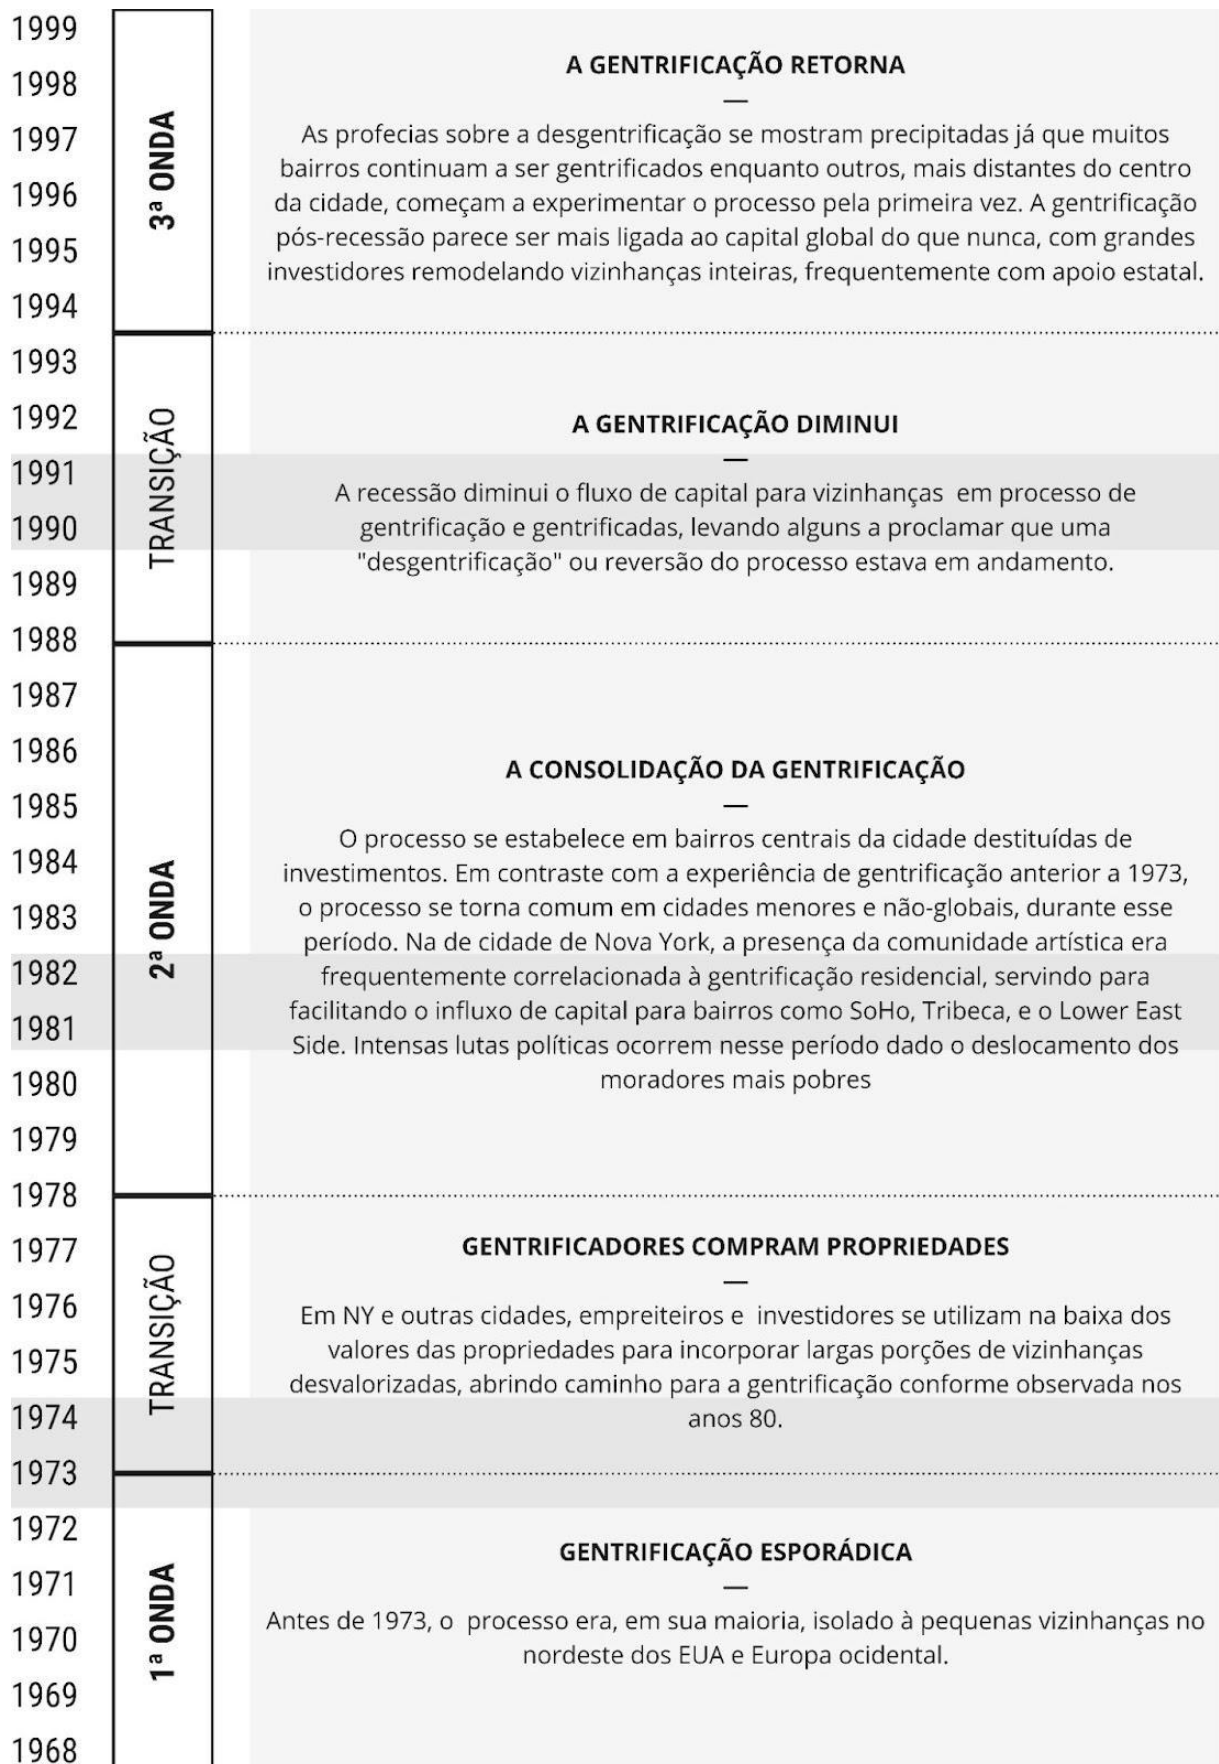 1999
1998
1997
1996
1995
1994
3ª ONDA
A GENTRIFICAÇÃO RETORNA
—
As profecias sobre a desgentrificação se mostram precipitadas já que muitos
bairros continuam a ser gentrificados enquanto outros, mais distantes do centro
da cidade, começam a experimentar o processo pela primeira vez. A gentrificação
pós-recessão parece ser mais ligada ao capital global do que nunca, com grandes
investidores remodelando vizinhanças inteiras, frequentemente com apoio estatal.
1993
1992
1991
1990
1989
1988
TRANSIÇÃO
A GENTRIFICAÇÃO DIMINUI
—
A recessão diminui o fluxo de capital para vizinhanças  em processo de
gentrificação e gentrificadas, levando alguns a proclamar que uma
"desgentrificação" ou reversão do processo estava em andamento.
1987
1986
1985
1984
1983
1982
1981
1980
1979
1978
2ª ONDA
A CONSOLIDAÇÃO DA GENTRIFICAÇÃO
—
O processo se estabelece em bairros centrais da cidade destituídas de
investimentos. Em contraste com a experiência de gentrificação anterior a 1973,
o processo se torna comum em cidades menores e não-globais, durante esse
período. Na de cidade de Nova York, a presença da comunidade artística era
frequentemente correlacionada à gentrificação residencial, servindo para
facilitando o influxo de capital para bairros como SoHo, Tribeca, e o Lower East
Side. Intensas lutas políticas ocorrem nesse período dado o deslocamento dos
moradores mais pobres
1977
1976
1975
1974
1973
TRANSIÇÃO
GENTRIFICADORES COMPRAM PROPRIEDADES
—
Em NY e outras cidades, empreiteiros e  investidores se utilizam na baixa dos
valores das propriedades para incorporar largas porções de vizinhanças
desvalorizadas, abrindo caminho para a gentrificação conforme observada nos
anos 80.
1972
1971
1970
1969
1968
1ª ONDA
GENTRIFICAÇÃO ESPORÁDICA
—
Antes de 1973, o  processo era, em sua maioria, isolado à pequenas vizinhanças no
nordeste dos EUA e Europa ocidental.